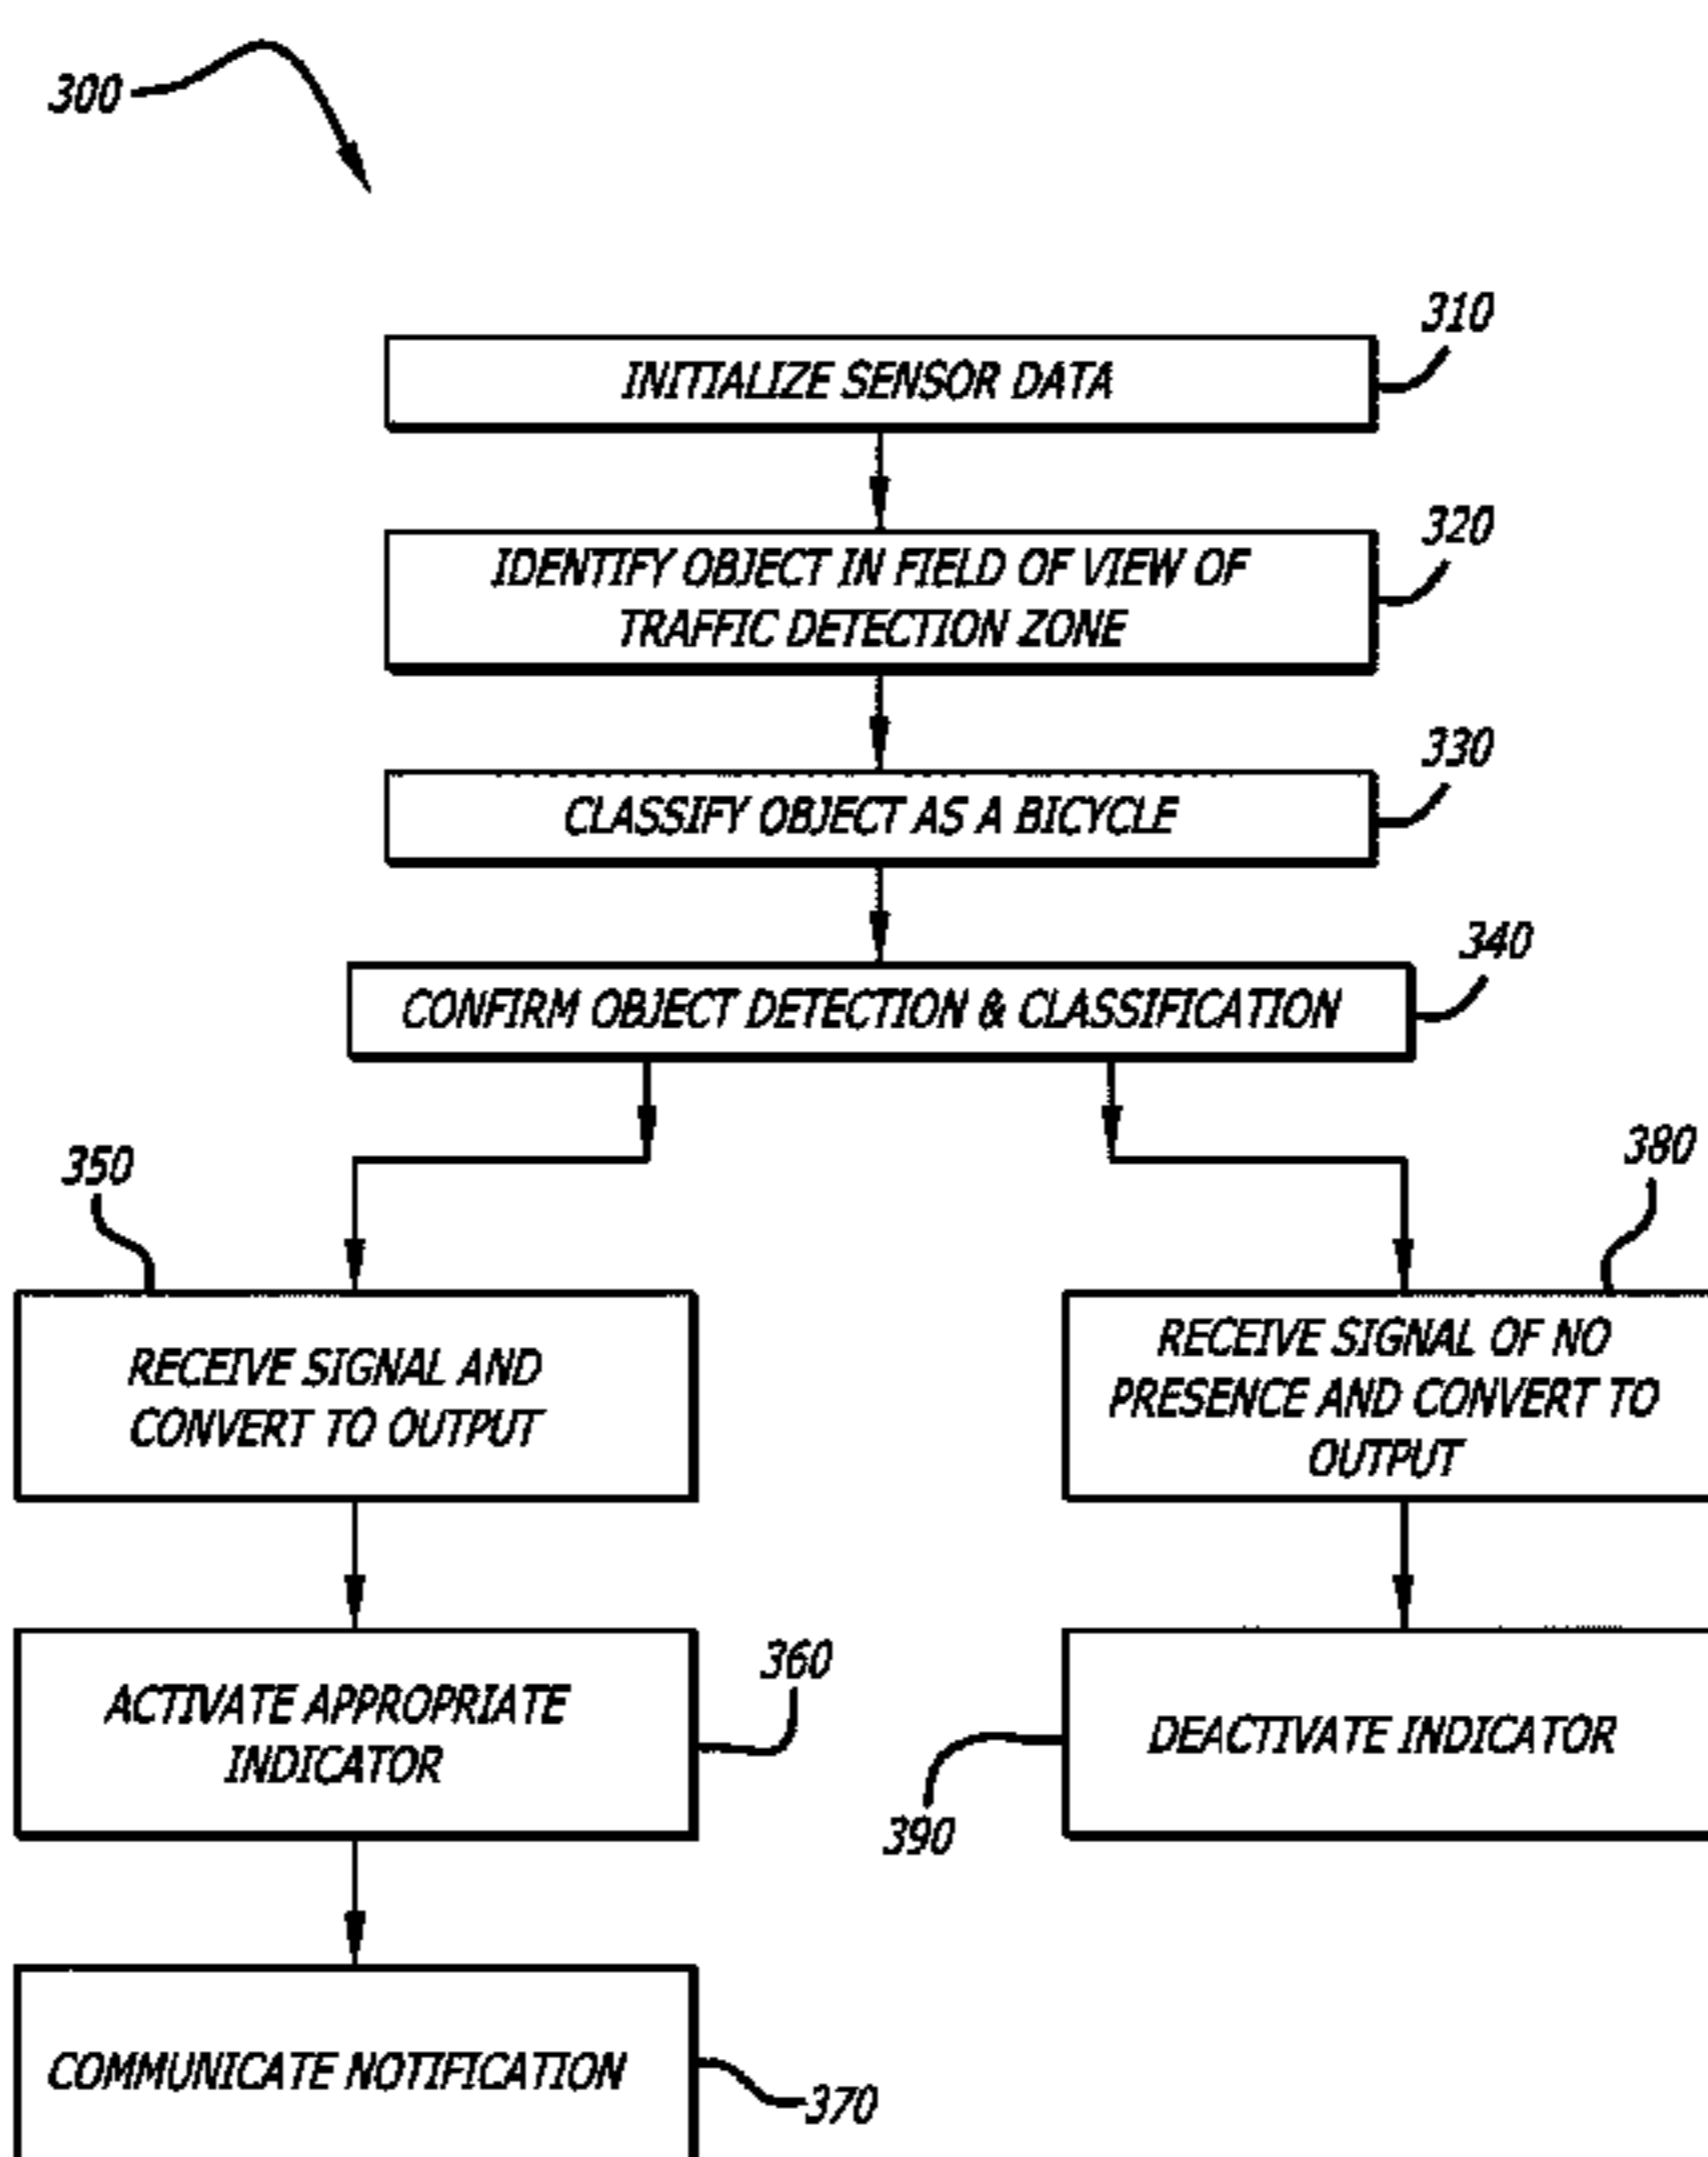 300
310
INITIALIZE SENSOR DATA
320
IDENTIFY OBJECT IN FIELD OF VIEW OF
TRAFFIC DETECTION ZONE
330
CLASSIFY OBJECT AS A BICYCLE
340
CONFIRM OBJECT DETECTION & CLASSIFICATION
350
380
RECEIVE SIGNAL AND
CONVERT TO OUTPUT
RECEIVE SIGNAL OF NO
PRESENCE AND CONVERT TO
OUTPUT
360
ACTIVATE APPROPRIATE
INDICATOR
DEACTIVATE INDICATOR
390
COMMUNICATE NOTIFICATION
370